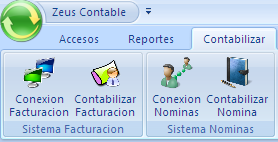 Zeus Contable
Accesos Reportes Contabilizar
Conexion Contabilizar Conexion Contabilizar
Facturacion Facturacion Nominas Nomina
Sistema Facturacion Sistema Nominas